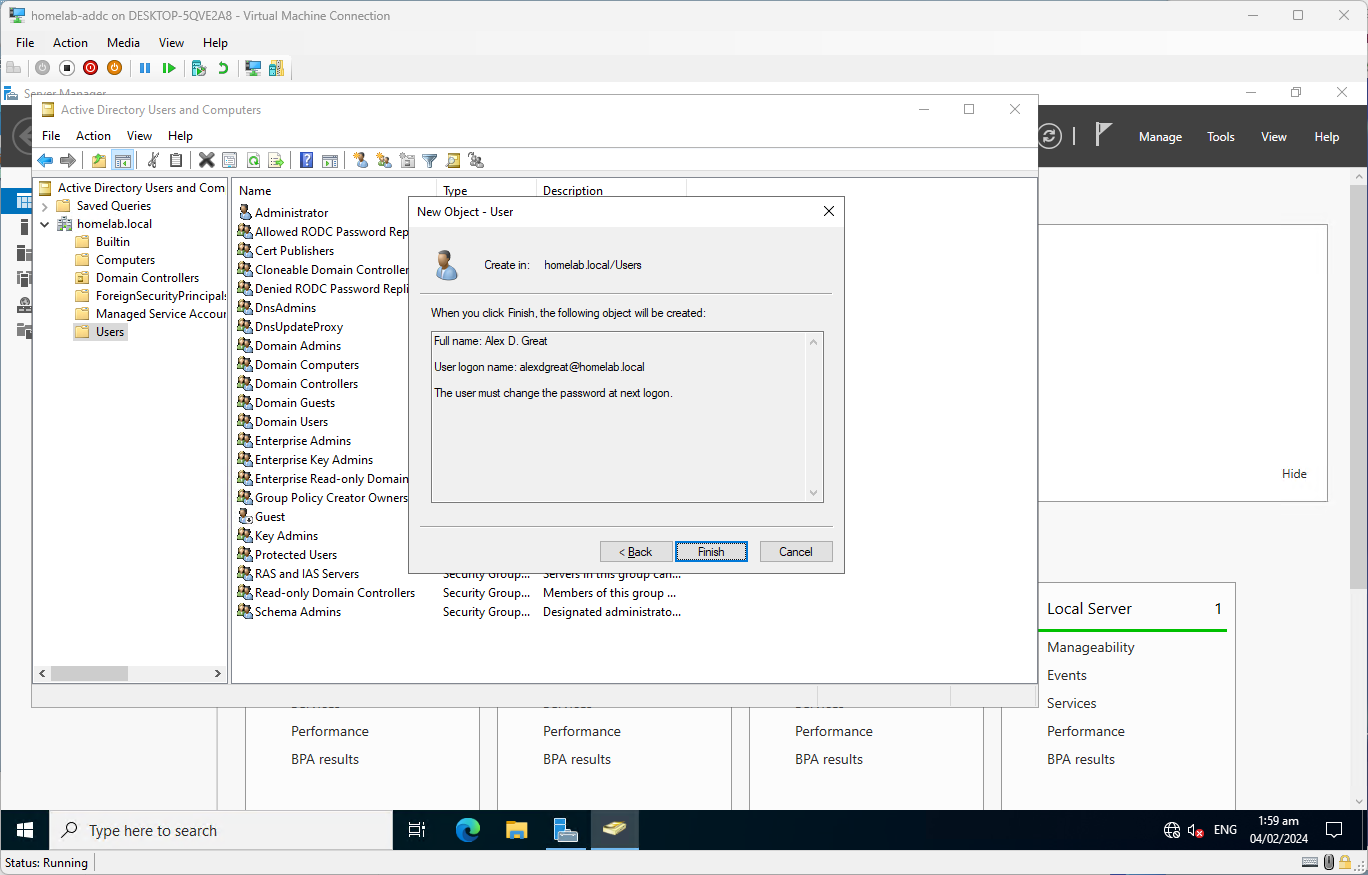 homelab-addc on DESKTOP-5QVE2A8 - Virtual Machine Connection
File Action Media View Help
Server Manager
Active Directory Users and Computers
File Action View Help
Manage Tools View Help
Active Directory Users and Com
Saved Queries
homelab.local
Builtin
Computers
Domain Controllers
ForeignSecurityPrincipals
Managed Service Accour
Users
Name Type Description
Administrator
Allowed RODC Password Rep
Cert Publishers
Cloneable Domain Controller
Denied RODC Password Repli
DnsAdmins
DnsUpdateProxy
Domain Admins
Domain Computers
Domain Controllers
Domain Guests
Domain Users
Enterprise Admins
Enterprise Key Admins
Enterprise Read-only Domain
Group Policy Creator Owners
Guest
Key Admins
Protected Users
RAS and IAS Servers Security Group... Servers in this group can...
Read-only Domain Controllers Security Group... Members of this group ...
Schema Admins Security Group... Designated administrato...
New Object - User
Create in: homelab.local/Users
When you click Finish, the following object will be created:
Full name: Alex D. Great
User logon name: alexdgreat@homelab.local
The user must change the password at next logon.
< Back Finish Cancel
Hide
Local Server 1
Manageability
Events
Services
Performance
BPA results
Services
Performance
BPA results
Services
Performance
BPA results
Services
Performance
BPA results
Type here to search
ENG
1:59 am
04/02/2024
Status: Running